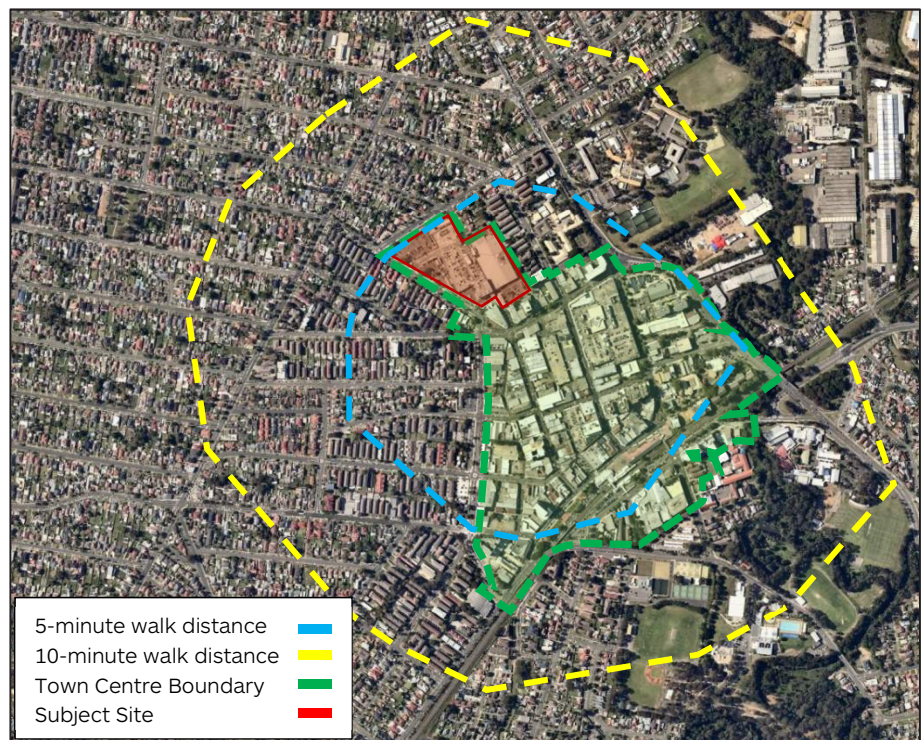 5-minute walk distance
10-minute walk distance
Town Centre Boundary
Subject Site